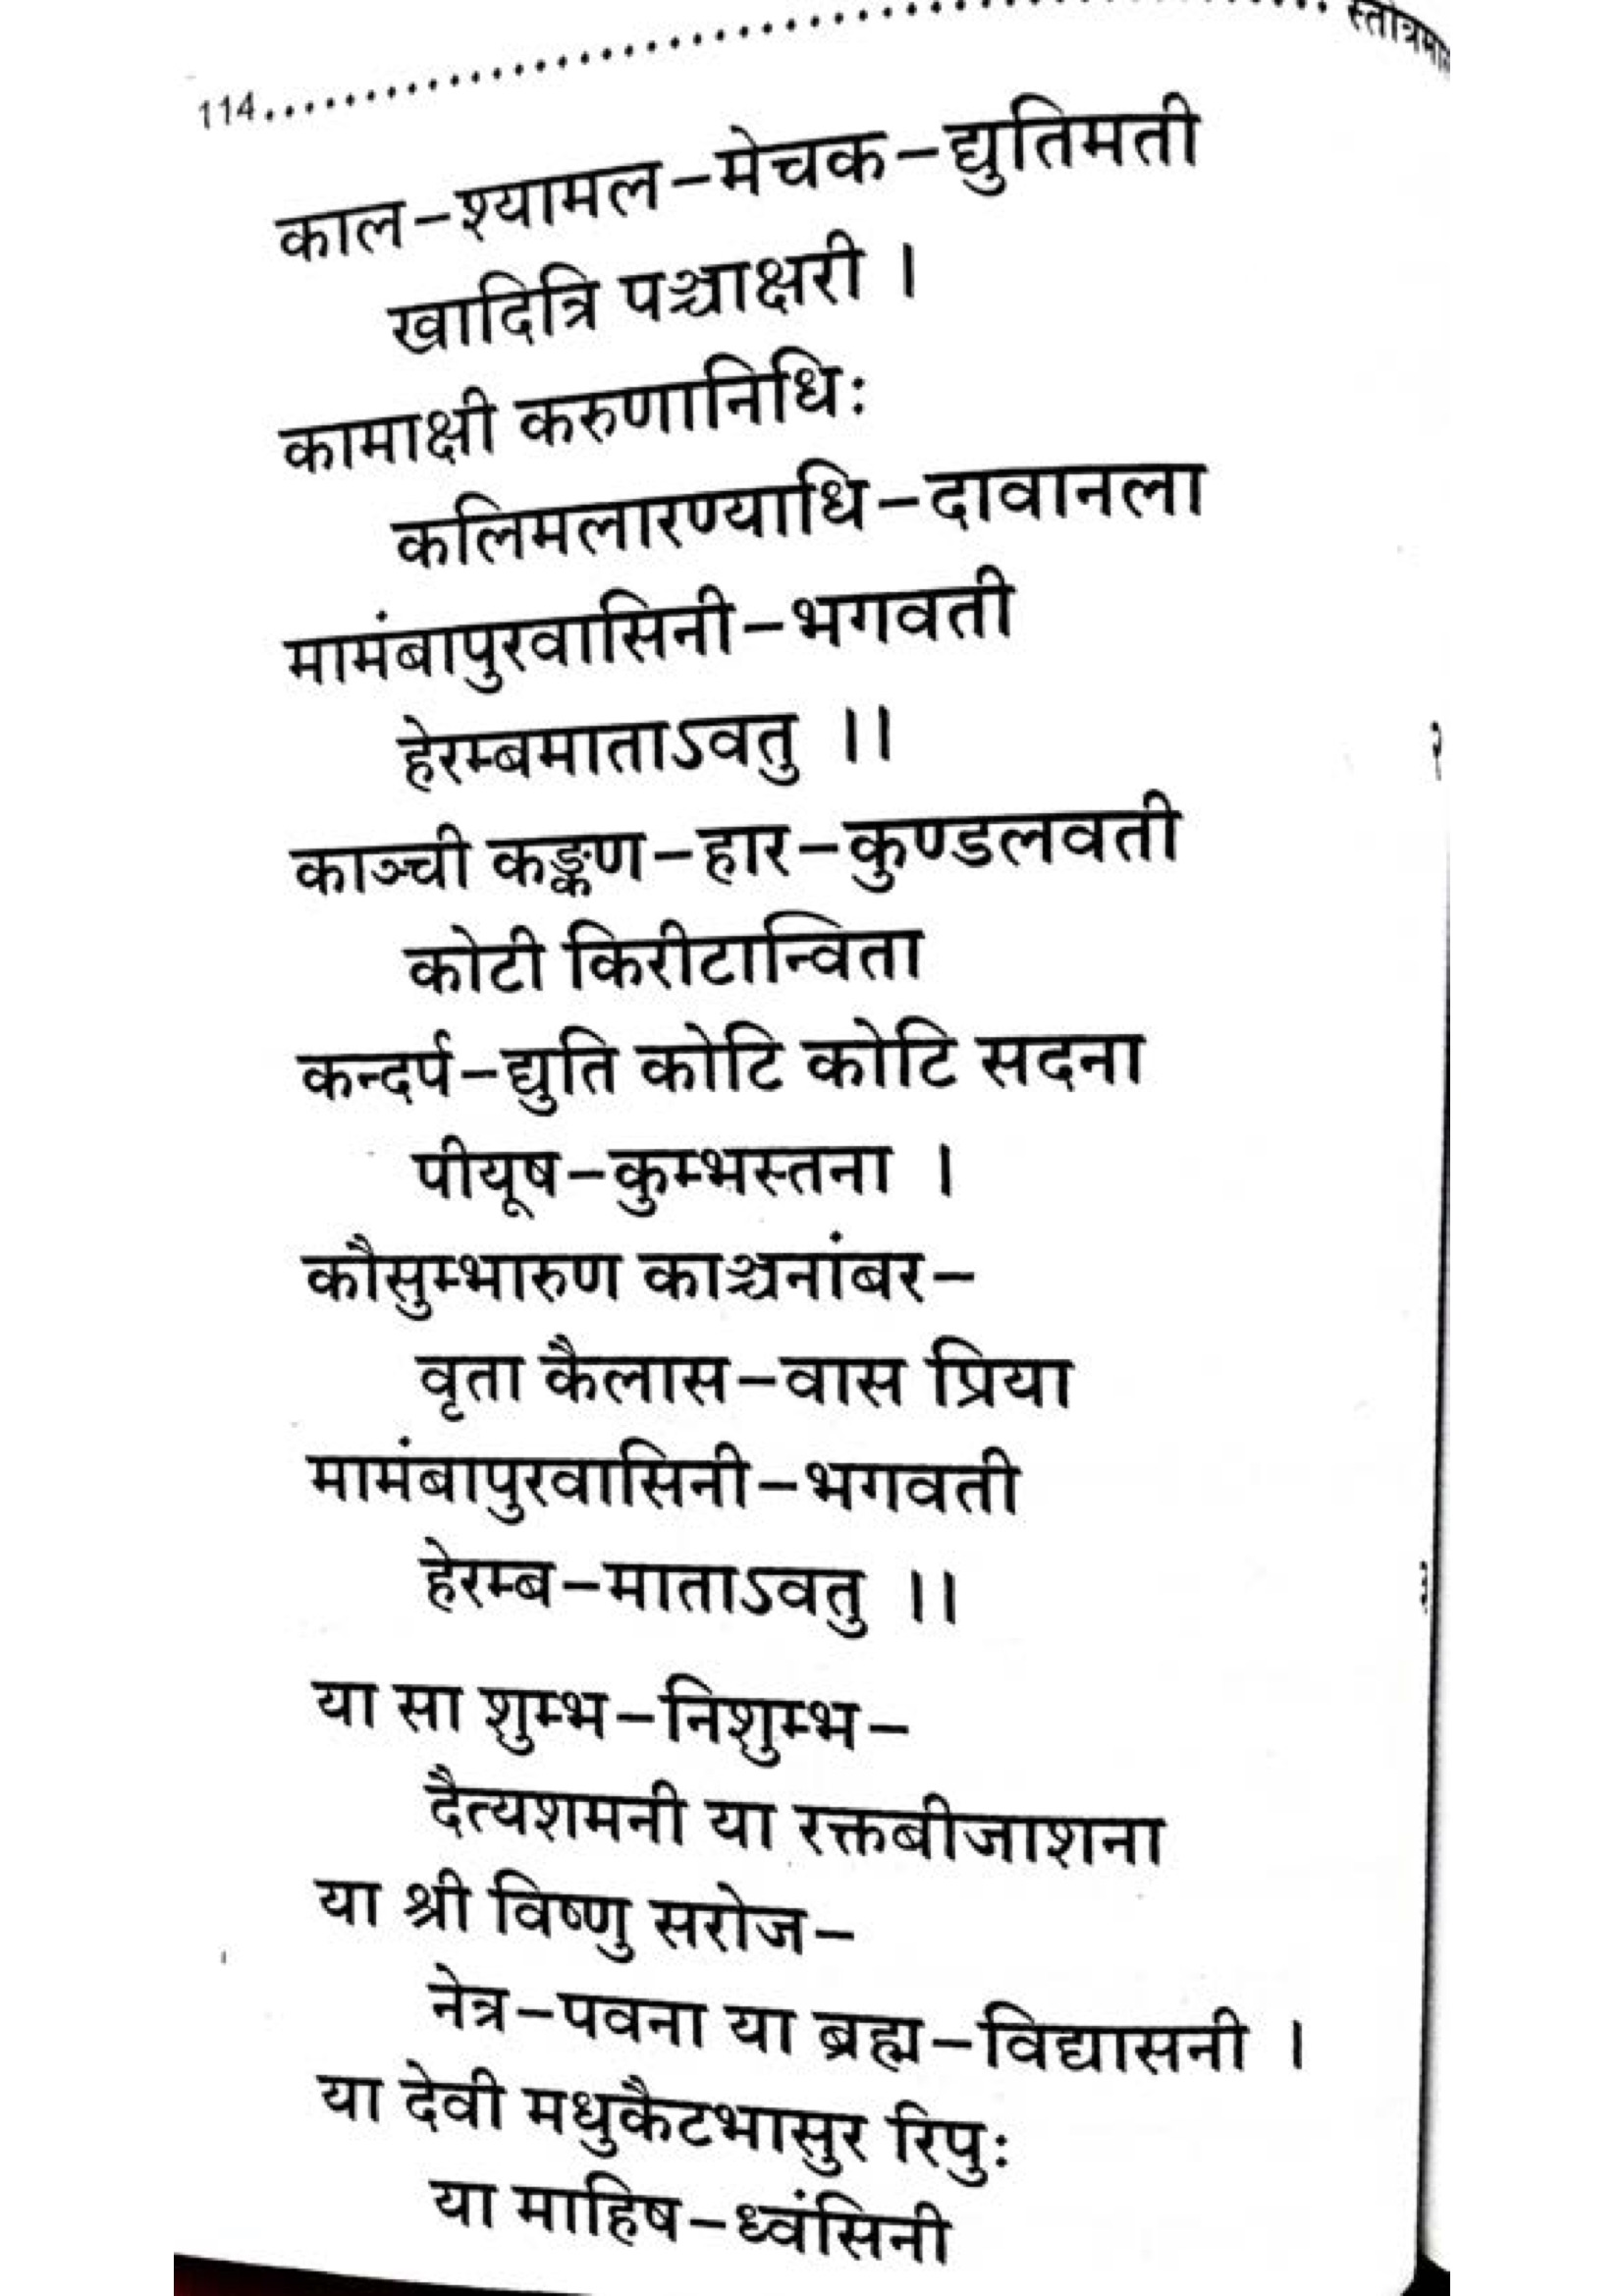 114
काल-श्यामल-मेचक-द्युतिमती
खादित्रि पञ्चाक्षरी ।
कामाक्षी करुणानिधिः
कलिमलारण्याधि-दावानला
मामंबापुरवासिनी-भगवती
हेरम्बमाताऽवतु ।। २
काञ्ची कङ्कण-हार-कुण्डलवती
कोटी किरीटान्विता
कन्दर्प-द्युति कोटि कोटि सदना
पीयूष-कुम्भस्तना ।
कौसुम्भारुण काञ्चनांबर-
वृता कैलास-वास प्रिया
मामंबापुरवासिनी-भगवती
हेरम्ब-माताऽवतु ।।
या सा शुम्भ-निशुम्भ-
दैत्यशमनी या रक्तबीजाशना
या श्री विष्णु सरोज-
नेत्र-पवना या ब्रह्म-विद्यासनी ।
या देवी मधुकैटभासुर रिपुः
या माहिष-ध्वंसिनी